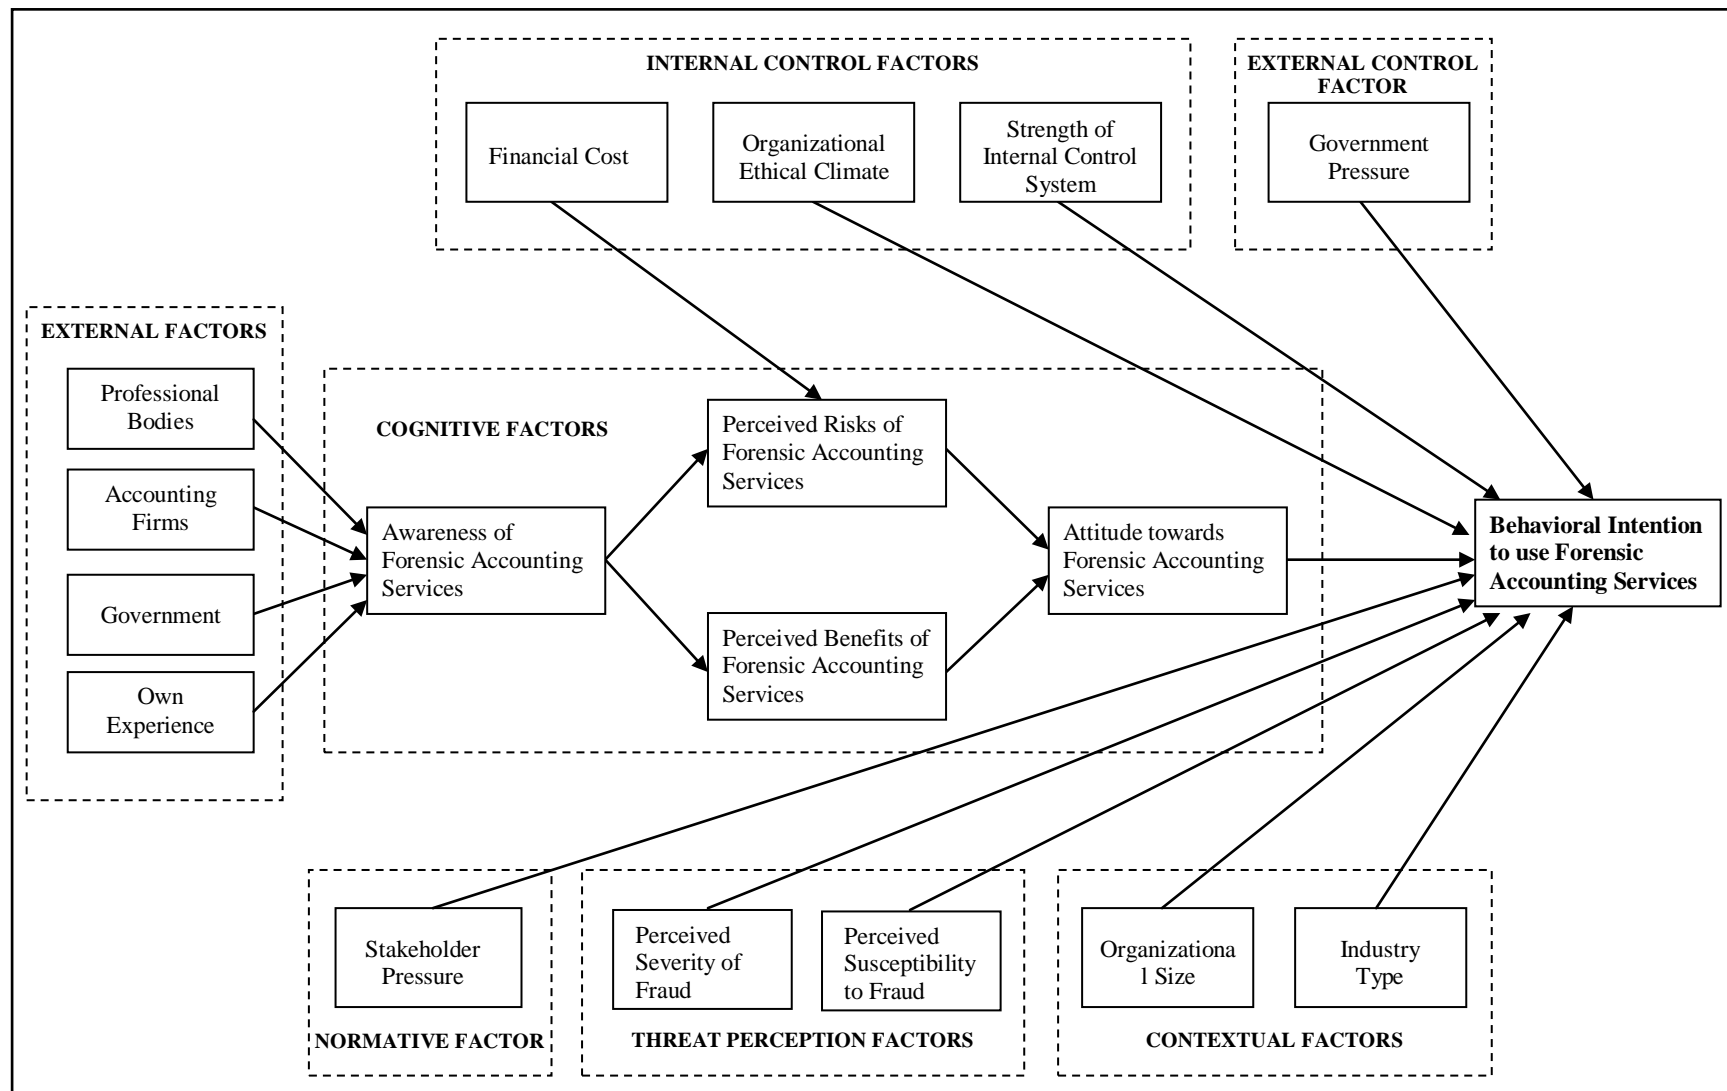 INTERNAL CONTROL FACTORS
Financial Cost
Organizational
Ethical Climate
Strength of
Internal Control
System
EXTERNAL CONTROL
FACTOR
Government
Pressure
EXTERNAL FACTORS
Professional
Bodies
Accounting
Firms
Government
Own
Experience
COGNITIVE FACTORS
Awareness of
Forensic Accounting
Services
Perceived Risks of
Forensic Accounting
Services
Perceived Benefits of
Forensic Accounting
Services
Attitude towards
Forensic Accounting
Services
Behavioral Intention
to use Forensic
Accounting Services
Stakeholder
Pressure
NORMATIVE FACTOR
Perceived
Severity of
Fraud
Perceived
Susceptibility
to Fraud
THREAT PERCEPTION FACTORS
Organizationa
l Size
Industry
Type
CONTEXTUAL FACTORS